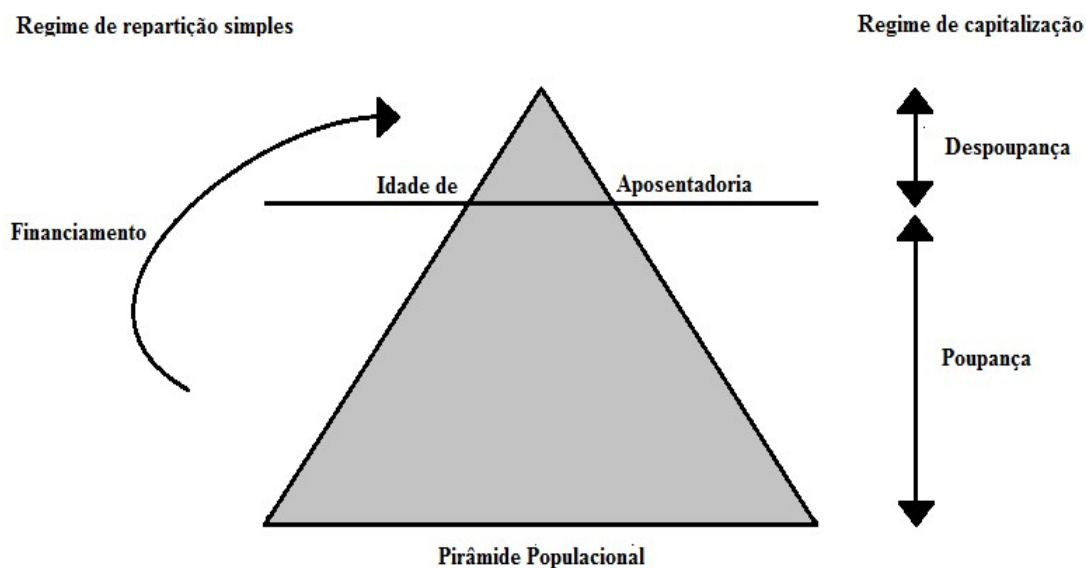 Regime de repartição simples
Regime de capitalização
Despoupança
Idade de Aposentadoria
Financiamento
Poupança
Pirâmide Populacional